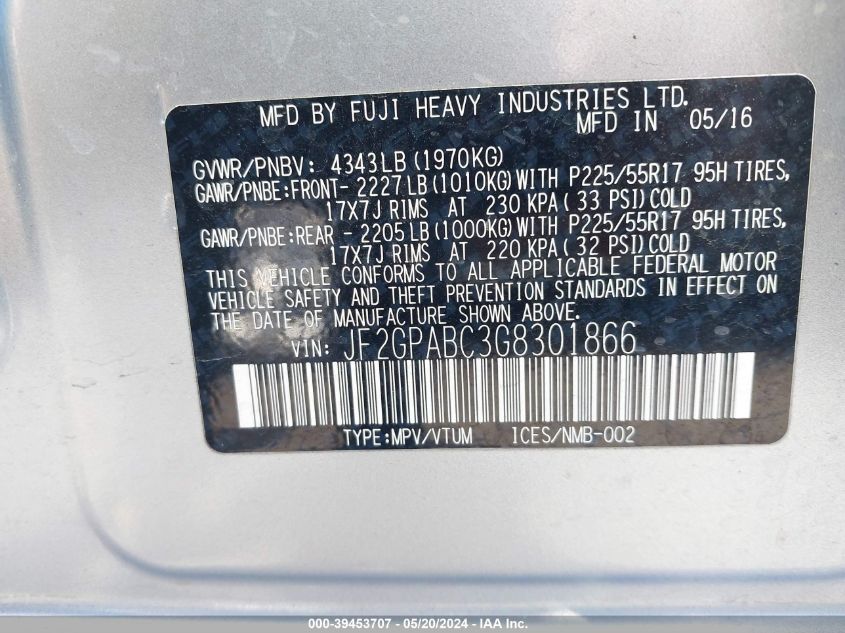 MFD BY FUJI HEAVY INDUSTRIES LTD.
MFD IN 05/16
GVWR/PNBV: 4343LB(1970KG)
GAWR/PNBE:FRONT- 2227LB(1010KG)WITH P225/55R17 95H TIRES,
17X7J RIMS AT 230 KPA( 33 PSI)COLD
GAWR/PNBE:REAR - 2205LB(1000KG)WITH P225/55R17 95H TIRES,
17X7J RIMS AT 220 KPA( 32 PSI)COLD
THIS VEHICLE CONFORMS TO ALL APPLICABLE FEDERAL MOTOR
VEHICLE SAFETY AND THEFT PREVENTION STANDARDS IN EFFECT ON
THE DATE OF MANUFACTURE SHOWN ABOVE.
VIN: JF2GPABC3G8301866
TYPE:MPV/VTUM ICES/NMB-002
000-39453707 - 05/20/2024 - IAA Inc.